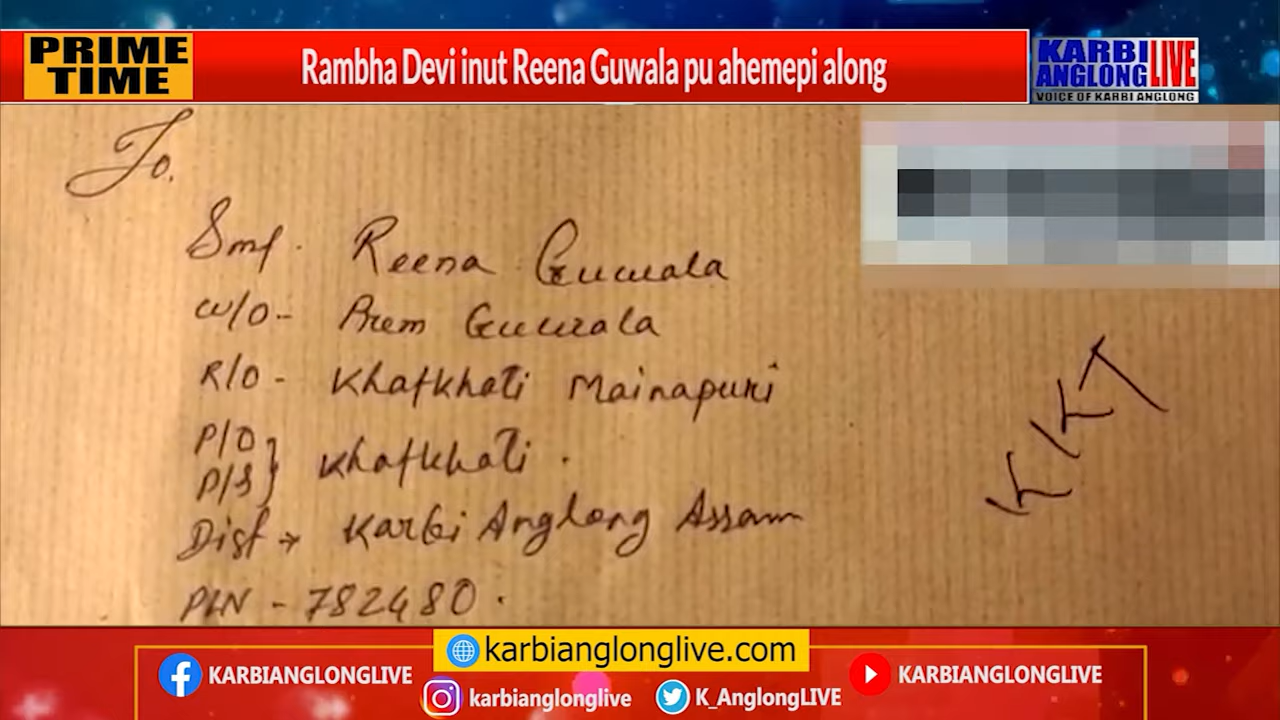 PRIME
TIME
Rambha Devi inut Reena Guwala pu ahemepi along
KARBI
ANGLONG
LIVE
VOICE OF KARBI ANGLONG
To.
Smt. Reena Guwala
W/O - Prem Guwala
R/O - Khatkhati Mainapuri
P/O
P/S } Khatkhati.
Dist → Karbi Anglong Assam
PIN - 782480.
KKT
karbianglonglive.com
KARBIANGLONGLIVE
karbianglonglive
K_AnglongLIVE
KARBIANGLONGLIVE